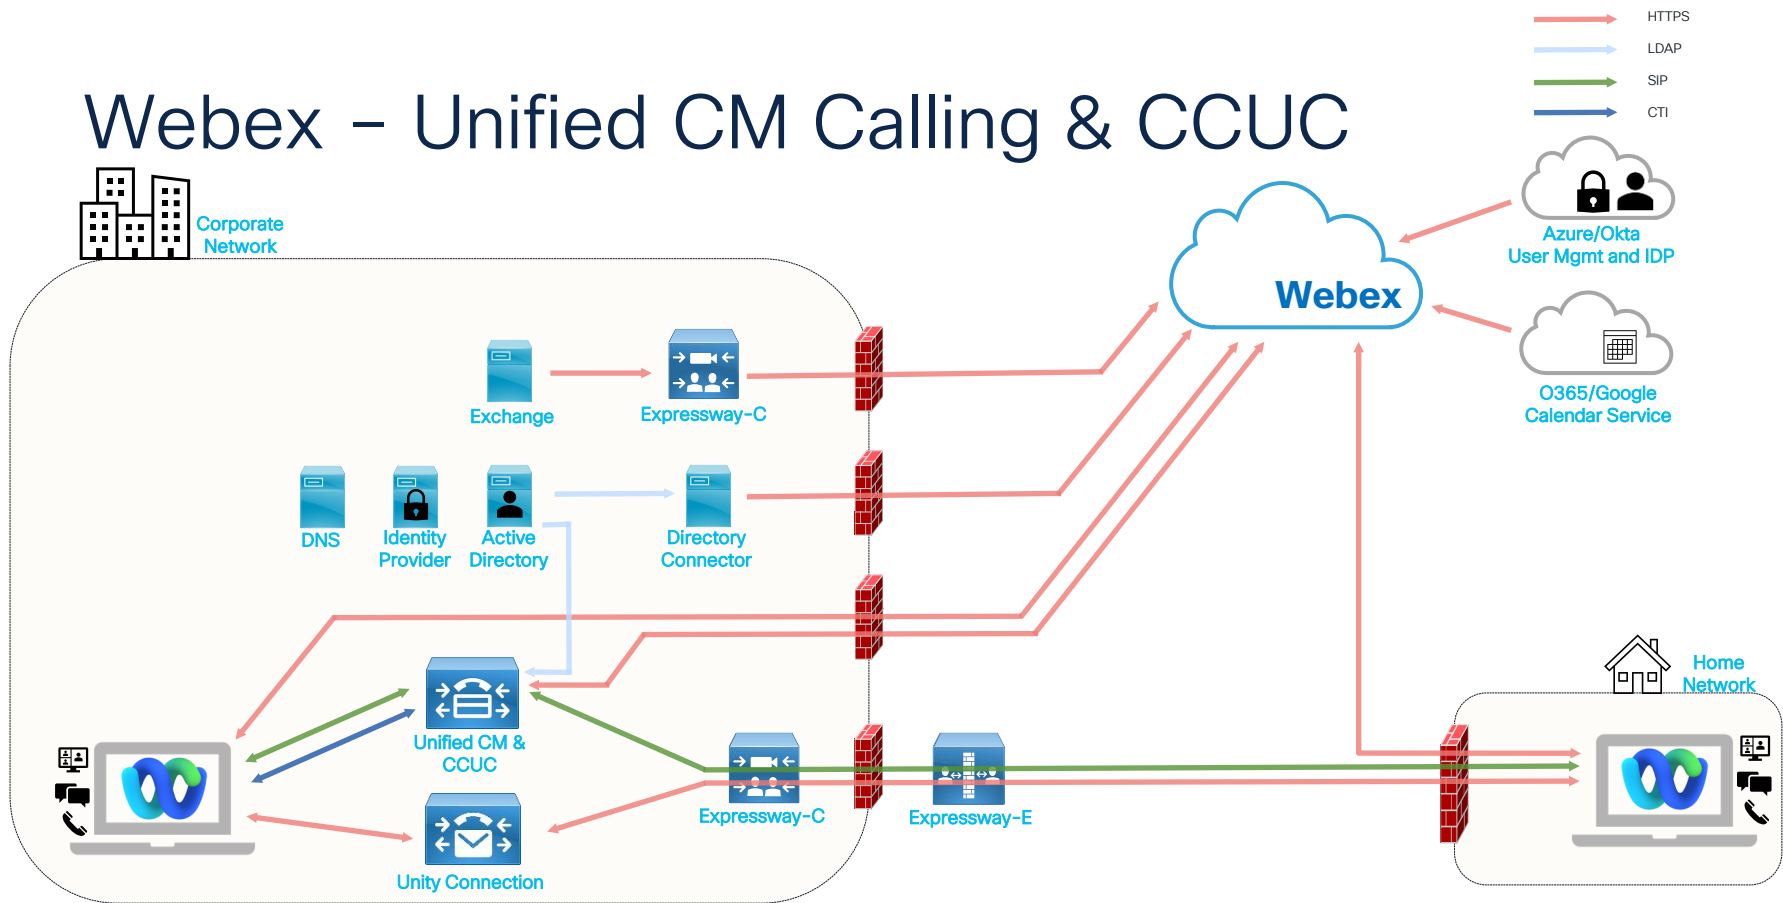 HTTPS
LDAP
SIP
CTI
Webex – Unified CM Calling & CCUC
Corporate
Network
Webex
Azure/Okta
User Mgmt and IDP
O365/Google
Calendar Service
Exchange
Expressway-C
DNS
Identity
Provider
Active
Directory
Directory
Connector
Home
Network
Unified CM &
CCUC
Expressway-C
Expressway-E
Unity Connection